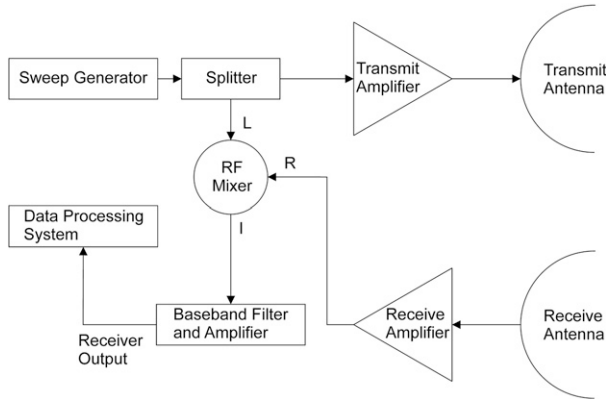 Sweep Generator
Splitter
Transmit
Amplifier
Transmit
Antenna
L
RF
Mixer
R
I
Data Processing
System
Baseband Filter
and Amplifier
Receiver
Output
Receive
Amplifier
Receive
Antenna